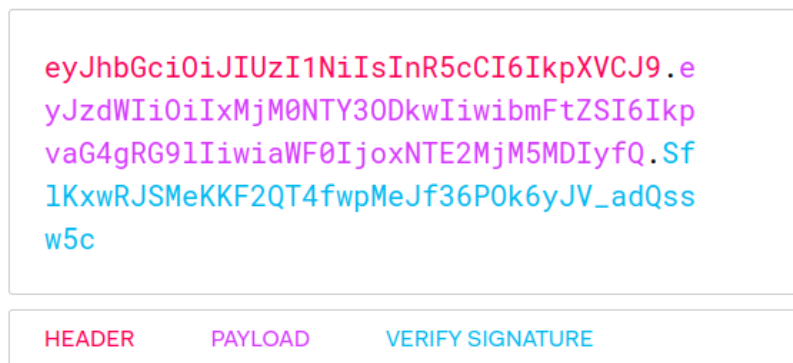 eyJhbGciOiJIUzI1NiIsInR5cCI6IkpXVCJ9.e
yJzdWIiOiIxMjM0NTY3ODkwIiwibmFtZSI6Ikp
vaG4gRG9lIiwiaWF0IjoxNTE2MjM5MDIyfQ.Sf
lKxwRJSMeKKF2QT4fwpMeJf36POk6yJV_adQss
w5c
HEADER PAYLOAD VERIFY SIGNATURE